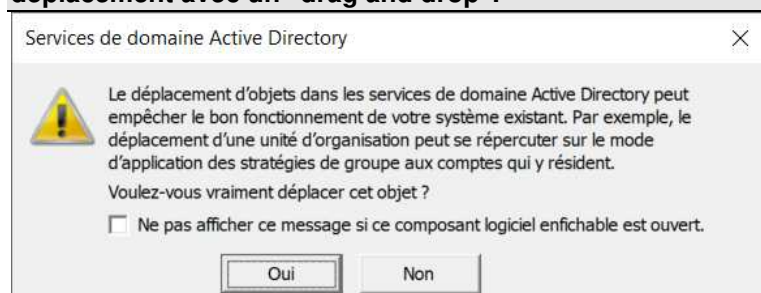 déplacement avec un "drag and drop"?
Services de domaine Active Directory
Le déplacement d'objets dans les services de domaine Active Directory peut
empêcher le bon fonctionnement de votre système existant. Par exemple, le
déplacement d'une unité d'organisation peut se répercuter sur le mode
d'application des stratégies de groupe aux comptes qui y résident.
Voulez-vous vraiment déplacer cet objet ?
Ne pas afficher ce message si ce composant logiciel enfichable est ouvert.
Oui
Non